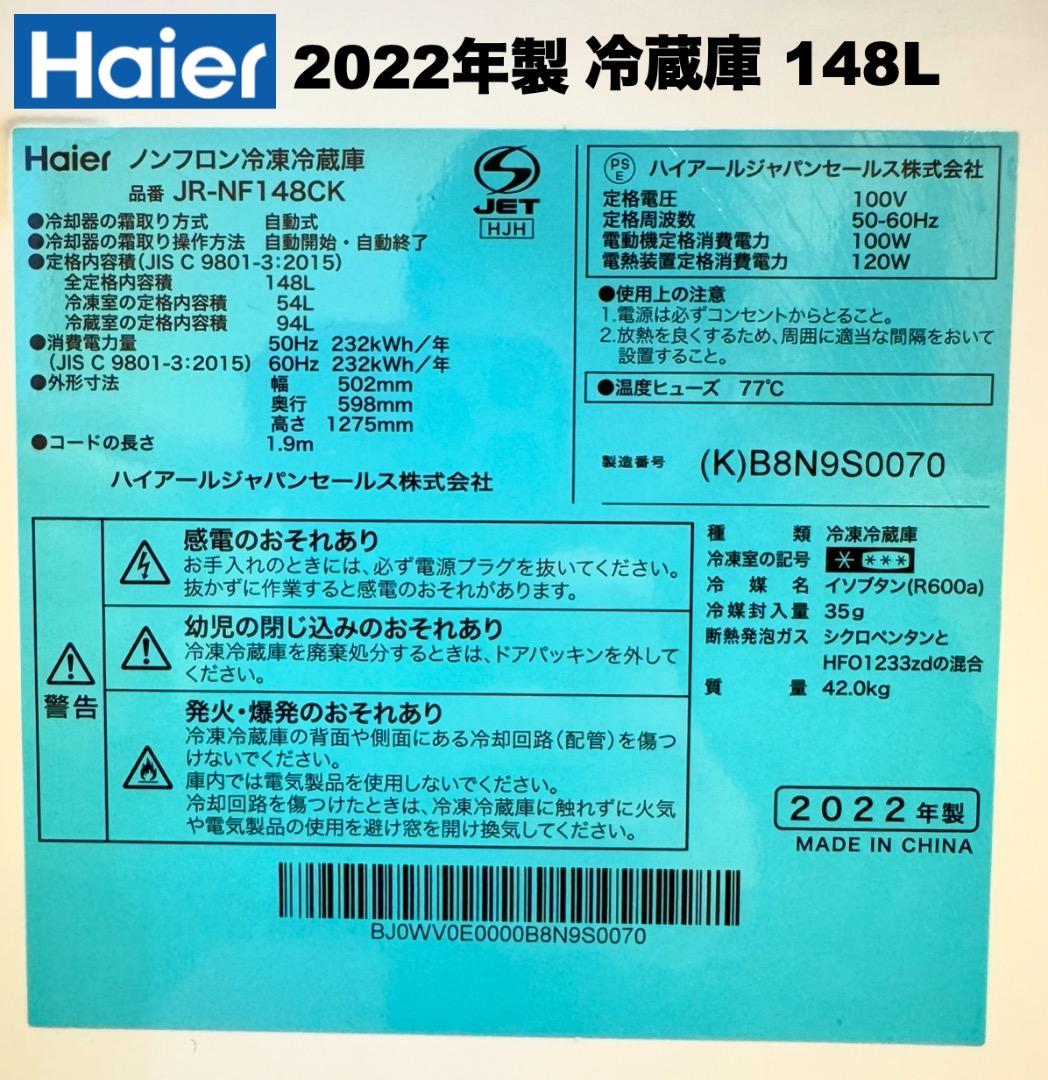 Haier 2022年製 冷蔵庫 148L
Haier ノンフロン冷凍冷蔵庫
品番 JR-NF148CK
●冷却器の霜取り方式 自動式
●冷却器の霜取り操作方法 自動開始・自動終了
●定格内容積(JIS C 9801-3:2015)
全定格内容積 148L
冷凍室の定格内容積 54L
冷蔵室の定格内容積 94L
●消費電力量 50Hz 232kWh/年
(JIS C 9801-3:2015) 60Hz 232kWh/年
●外形寸法 幅 502mm
奥行 598mm
高さ 1275mm
●コードの長さ 1.9m
ハイアールジャパンセールス株式会社
JET
HJH
PS
E
ハイアールジャパンセールス株式会社
定格電圧 100V
定格周波数 50-60Hz
電動機定格消費電力 100W
電熱装置定格消費電力 120W
●使用上の注意
1.電源は必ずコンセントからとること。
2.放熱を良くするため、周囲に適当な間隔をおいて
設置すること。
●温度ヒューズ 77℃
製造番号 (K)B8N9S0070
警告
感電のおそれあり
お手入れのときには、必ず電源プラグを抜いてください。
抜かずに作業すると感電のおそれがあります。
幼児の閉じ込みのおそれあり
冷凍冷蔵庫を廃棄処分するときは、ドアパッキンを外して
ください。
発火・爆発のおそれあり
冷凍冷蔵庫の背面や側面にある冷却回路(配管)を傷つ
けないでください。
庫内では電気製品を使用しないでください。
冷却回路を傷つけたときは、冷凍冷蔵庫に触れずに火気
や電気製品の使用を避け窓を開け換気してください。
種類 冷凍冷蔵庫
冷凍室の記号 * ***
冷媒名 イソブタン(R600a)
冷媒封入量 35g
断熱発泡ガス シクロペンタンと
HFO1233zdの混合
質量 42.0kg
2022年製
MADE IN CHINA
BJ0WV0E0000B8N9S0070